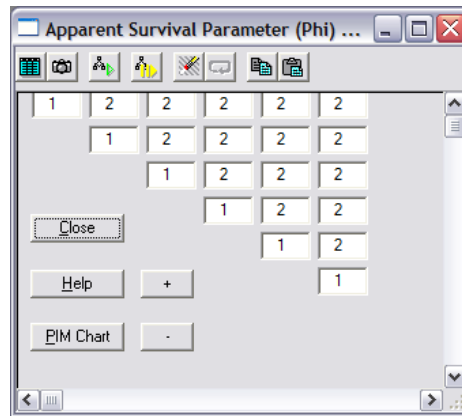 Apparent Survival Parameter (Phi) ...
1 2 2 2 2 2
1 2 2 2 2
1 2 2 2
1 2 2
Close
1 2
Help +
1
PIM Chart -